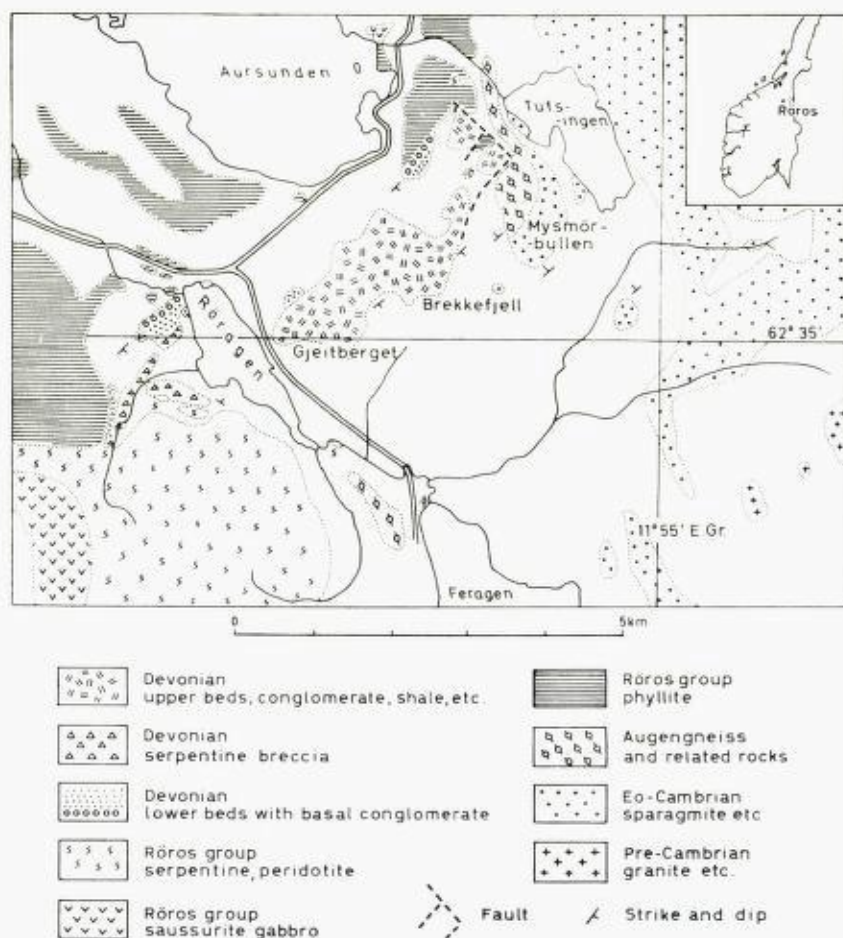 Aursunden
Tufs-
-ingen
Röros
Mysmör-
-bullen
Röragen
Brekkefjell
62° 35'
Gjeitberget
11° 55' E Gr.
Feragen
0 5km
Devonian
upper beds, conglomerate, shale, etc.
Röros group
phyllite
Devonian
serpentine breccia
Augengneiss
and related rocks
Devonian
lower beds with basal conglomerate
Eo-Cambrian
sparagmite etc
Röros group
serpentine, peridotite
Pre-Cambrian
granite etc.
Röros group
saussurite gabbro
Fault
Strike and dip